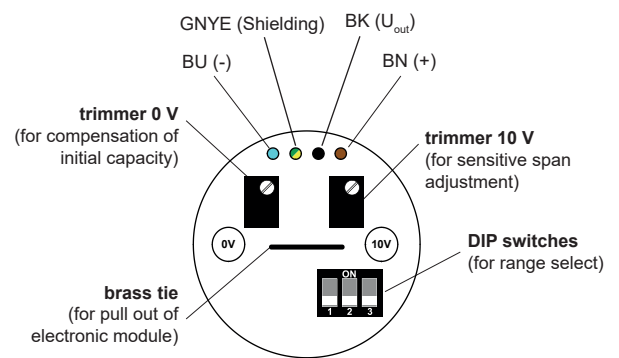 GNYE (Shielding)
BK (Uout)
BU (-)
BN (+)
trimmer 0 V
(for compensation of
initial capacity)
trimmer 10 V
(for sensitive span
adjustment)
0V
10V
DIP switches
(for range select)
ON
1 2 3
brass tie
(for pull out of
electronic module)